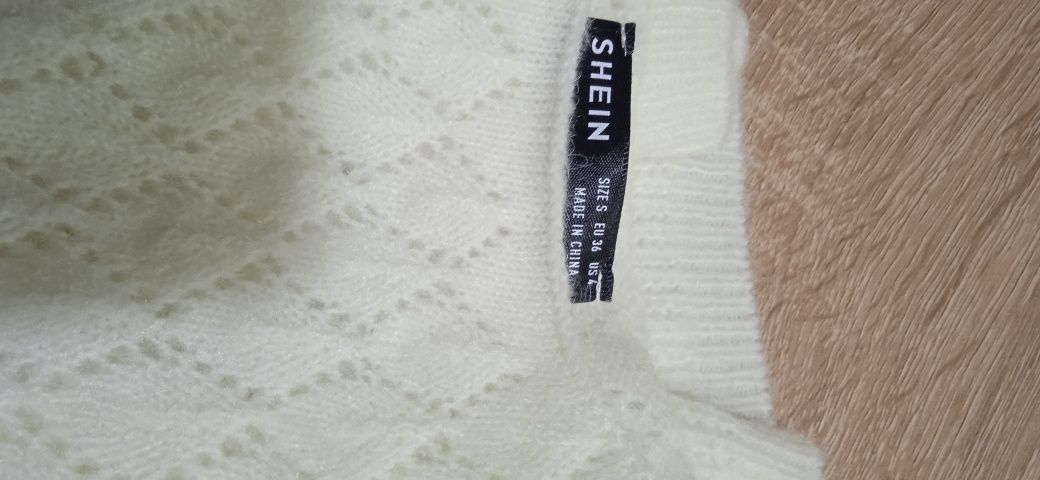 SHEIN
SIZE S EU 36 US 4
MADE IN CHINA